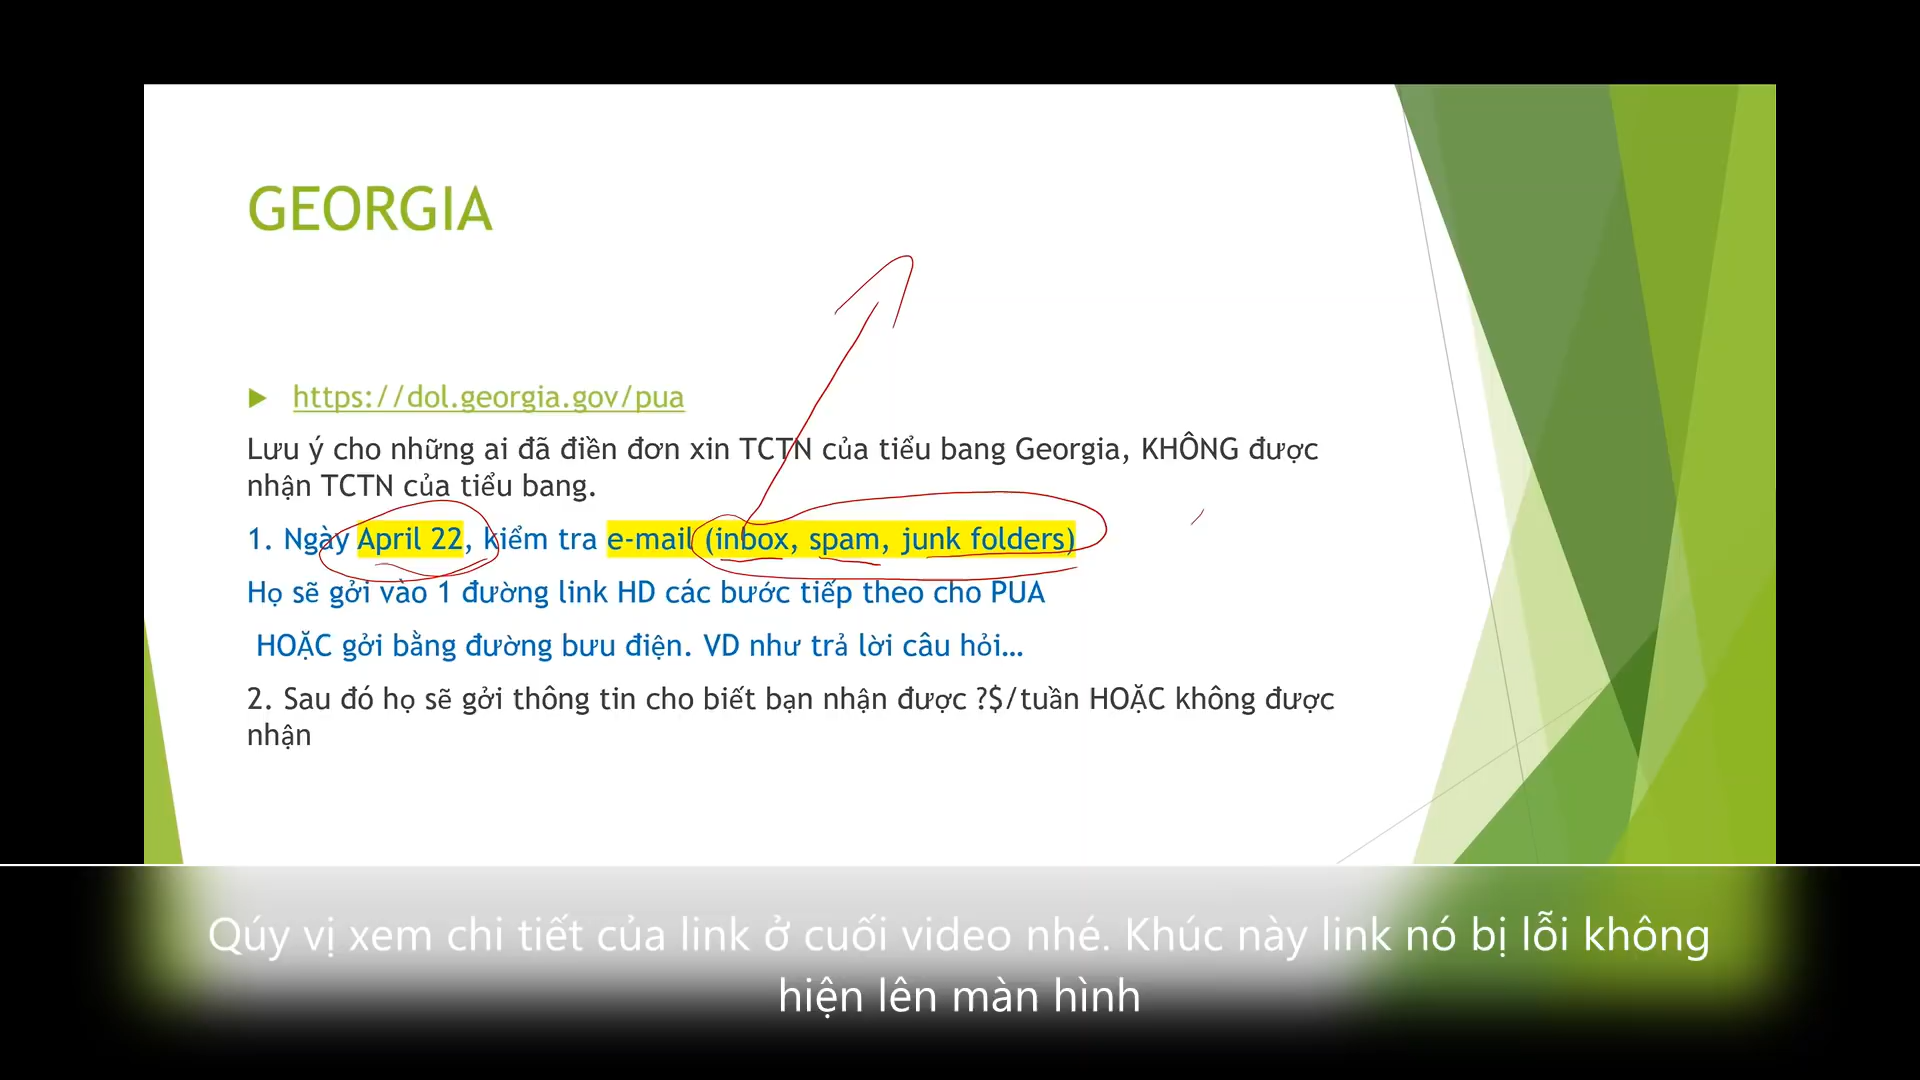 GEORGIA
https://dol.georgia.gov/pua
Lưu ý cho những ai đã điền đơn xin TCTN của tiểu bang Georgia, KHÔNG được
nhận TCTN của tiểu bang.
1. Ngày April 22, kiểm tra e-mail (inbox, spam, junk folders)
Họ sẽ gởi vào 1 đường link HD các bước tiếp theo cho PUA
HOẶC gởi bằng đường bưu điện. VD như trả lời câu hỏi...
2. Sau đó họ sẽ gởi thông tin cho biết bạn nhận được ?$/tuần HOẶC không được
nhận
Qúy vị xem chi tiết của link ở cuối video nhé. Khúc này link nó bị lỗi không
hiện lên màn hình